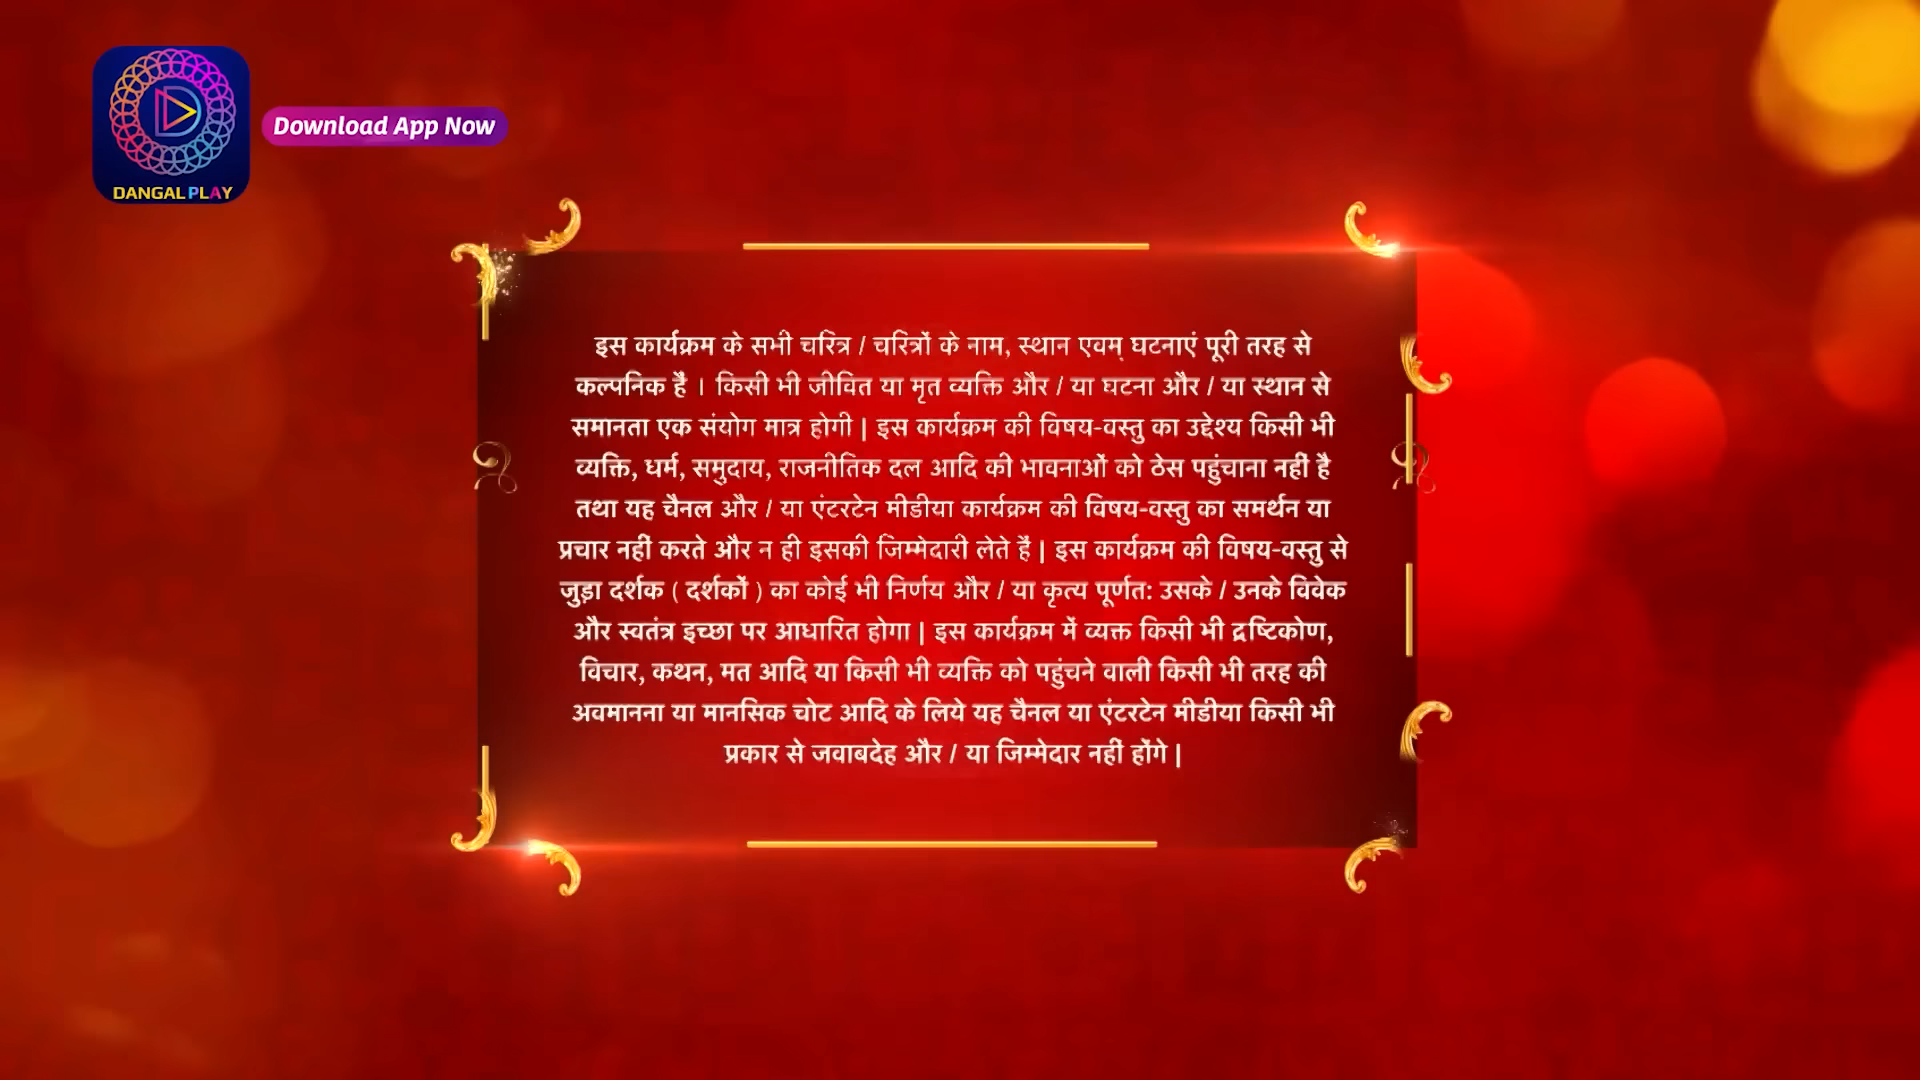 DANGAL PLAY
Download App Now
इस कार्यक्रम के सभी चरित्र / चरित्रों के नाम, स्थान एवम् घटनाएं पूरी तरह से
कल्पनिक हैं । किसी भी जीवित या मृत व्यक्ति और / या घटना और / या स्थान से
समानता एक संयोग मात्र होगी | इस कार्यक्रम की विषय-वस्तु का उद्देश्य किसी भी
व्यक्ति, धर्म, समुदाय, राजनीतिक दल आदि की भावनाओं को ठेस पहुंचाना नहीं है
तथा यह चैनल और / या एंटरटेन मीडीया कार्यक्रम की विषय-वस्तु का समर्थन या
प्रचार नहीं करते और न ही इसकी जिम्मेदारी लेते हैं | इस कार्यक्रम की विषय-वस्तु से
जुड़ा दर्शक ( दर्शकों ) का कोई भी निर्णय और / या कृत्य पूर्णत: उसके / उनके विवेक
और स्वतंत्र इच्छा पर आधारित होगा | इस कार्यक्रम में व्यक्त किसी भी द्रष्टिकोण,
विचार, कथन, मत आदि या किसी भी व्यक्ति को पहुंचने वाली किसी भी तरह की
अवमानना या मानसिक चोट आदि के लिये यह चैनल या एंटरटेन मीडीया किसी भी
प्रकार से जवाबदेह और / या जिम्मेदार नहीं होंगे |